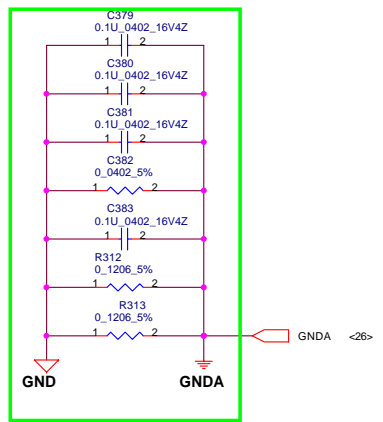 C379
0.1U_0402_16V4Z
1 2
C380
0.1U_0402_16V4Z
1 2
C381
0.1U_0402_16V4Z
1 2
C382
0_0402_5%
1 2
C383
0.1U_0402_16V4Z
1 2
R312
0_1206_5%
1 2
R313
0_1206_5%
1 2
GNDA <26>
GND GNDA